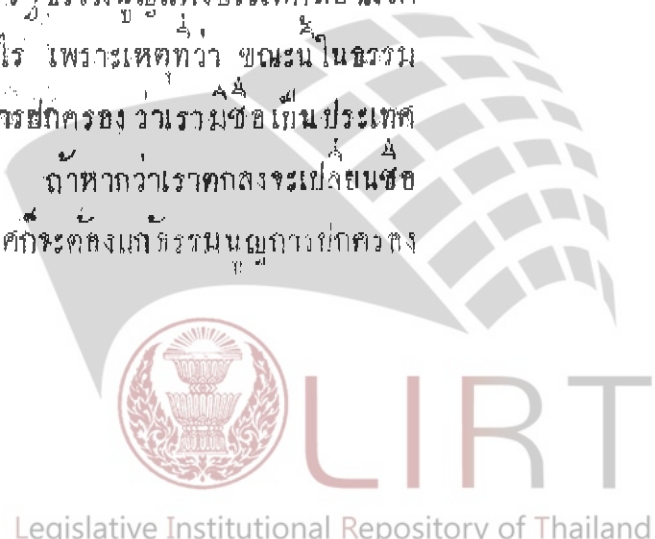 ไร เพราะเหตุที่ว่า ขณะนี้ในธรรม
การปกครอง ว่าเรามีชื่อเป็นประเทศ
ถ้าหากว่าเราตกลงจะเปลี่ยนชื่อ
ศก็จะต้องแก้ธรรมนูญการปกครอง
LIRT
Legislative Institutional Repository of Thailand